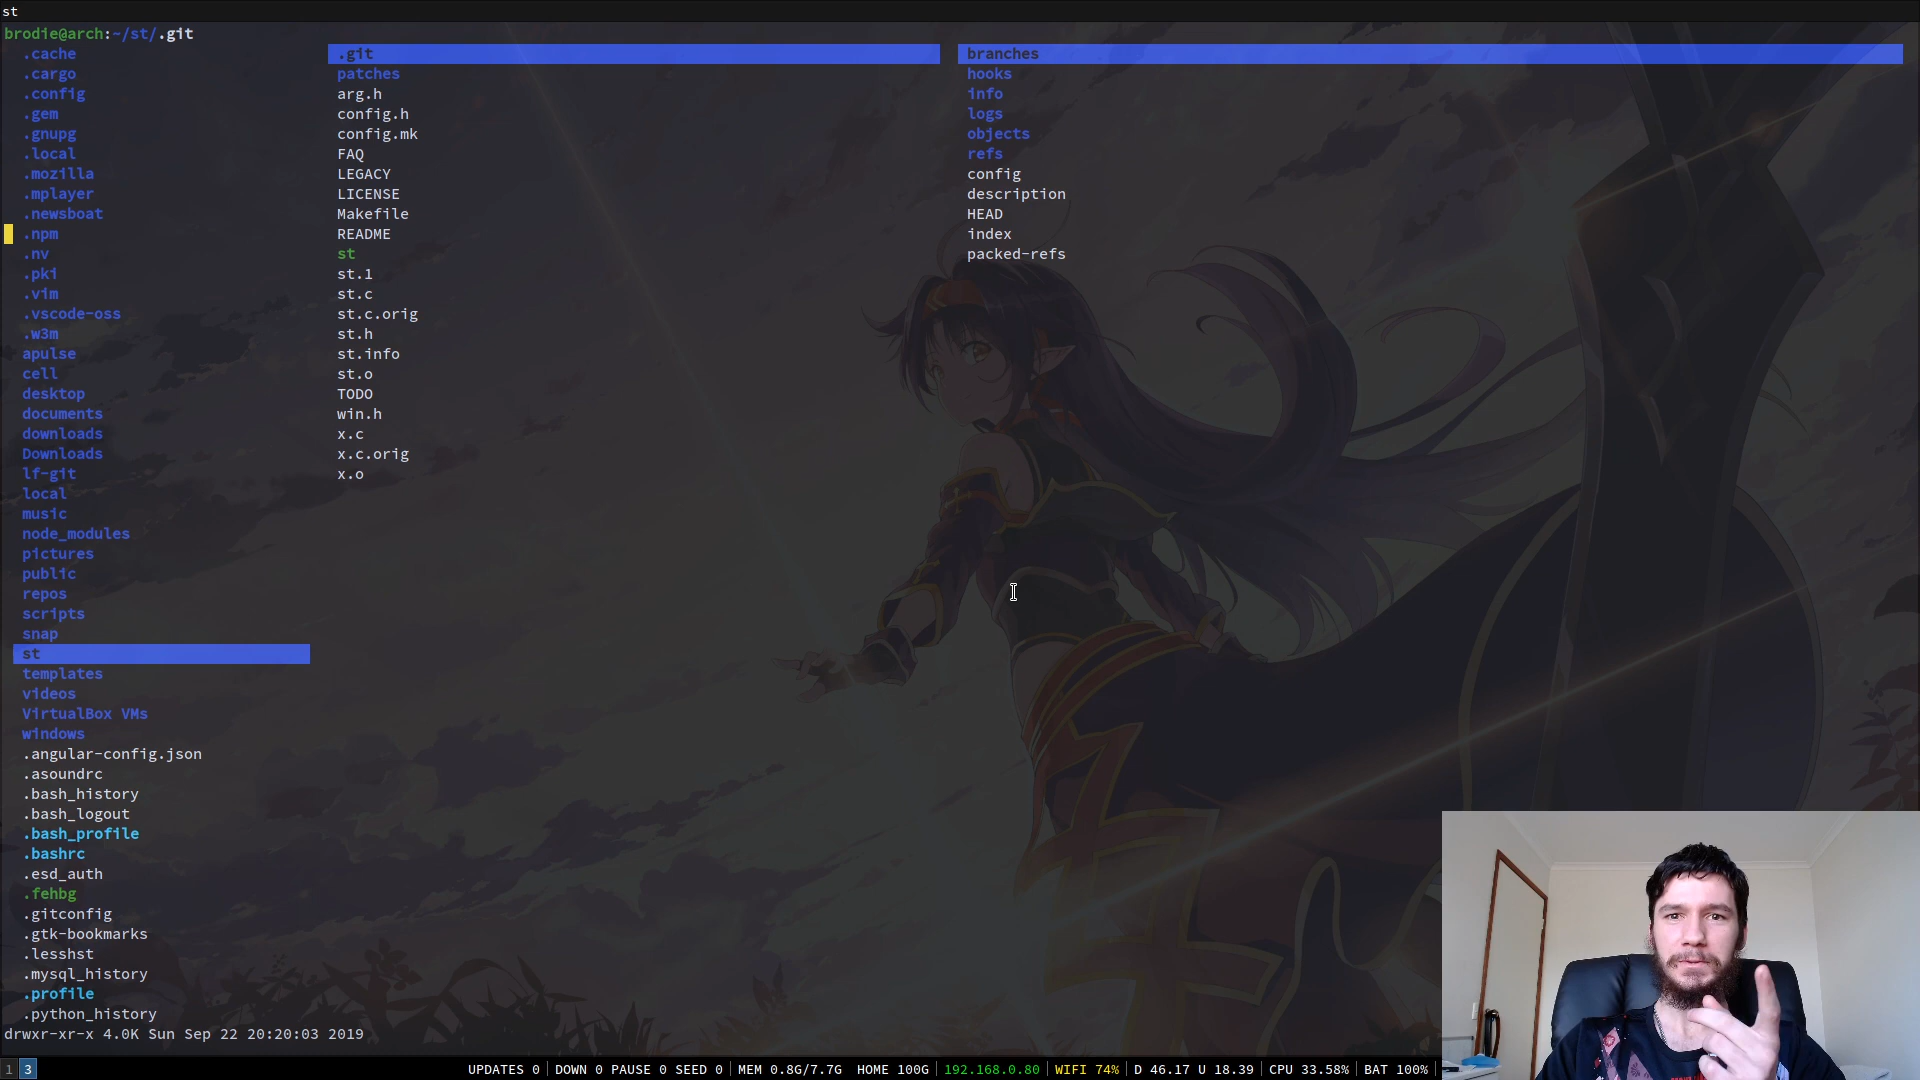 st
brodie@arch:~/st/.git
.cache
.cargo
.config
.gem
.gnupg
.local
.mozilla
.mplayer
.newsboat
.npm
.nv
.pki
.vim
.vscode-oss
.w3m
apulse
cell
desktop
documents
downloads
Downloads
lf-git
local
music
node_modules
pictures
public
repos
scripts
snap
st
templates
videos
VirtualBox VMs
windows
.angular-config.json
.asoundrc
.bash_history
.bash_logout
.bash_profile
.bashrc
.esd_auth
.fehbg
.gitconfig
.gtk-bookmarks
.lesshst
.mysql_history
.profile
.python_history
.git
patches
arg.h
config.h
config.mk
FAQ
LEGACY
LICENSE
Makefile
README
st
st.1
st.c
st.c.orig
st.h
st.info
st.o
TODO
win.h
x.c
x.c.orig
x.o
branches
hooks
info
logs
objects
refs
config
description
HEAD
index
packed-refs
drwxr-xr-x 4.0K Sun Sep 22 20:20:03 2019
1 3 UPDATES 0 | DOWN 0 PAUSE 0 SEED 0 | MEM 0.8G/7.7G HOME 100G | 192.168.0.80 | WIFI 74% | D 46.17 U 18.39 | CPU 33.58% | BAT 100% |